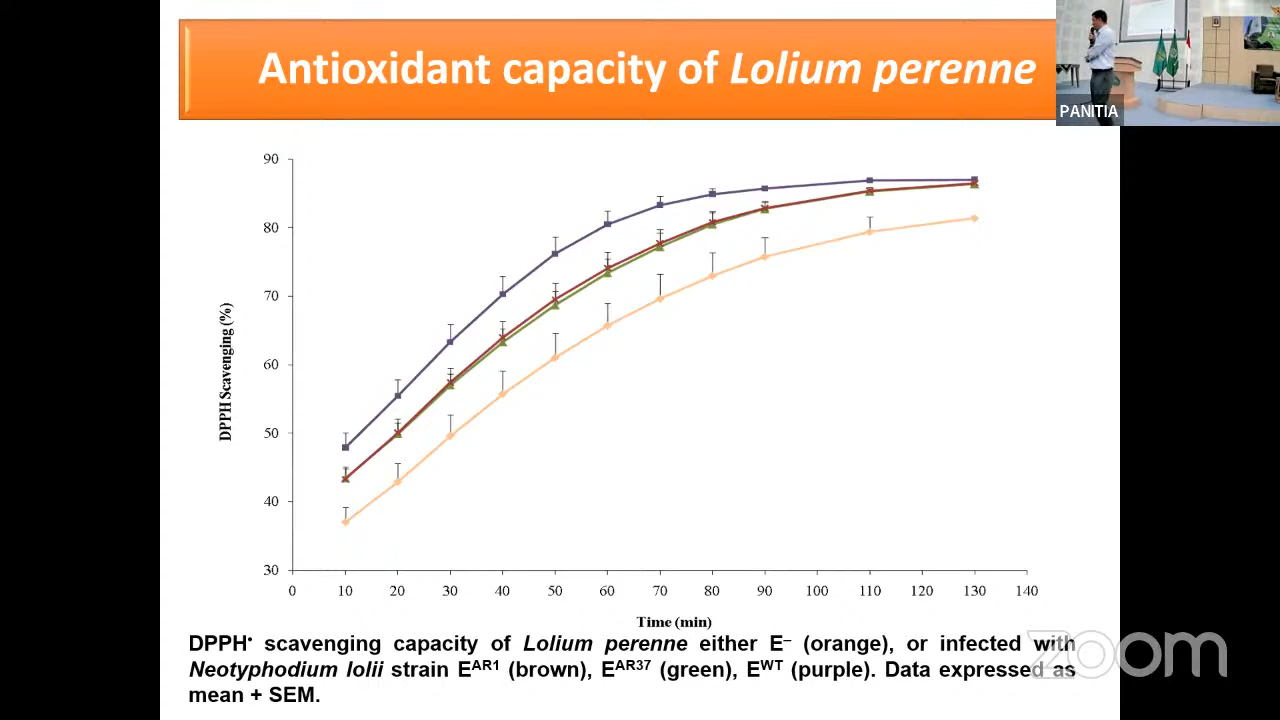 Antioxidant capacity of Lolium perenne
PANITIA
90
80
70
60
50
40
30
DPPH Scavenging (%)
0 10 20 30 40 50 60 70 80 90 100 110 120 130 140
Time (min)
DPPH• scavenging capacity of Lolium perenne either E⁻ (orange), or infected with
Neotyphodium lolii strain Eᴬᴿ¹ (brown), Eᴬᴿ³⁷ (green), Eᵂᵀ (purple). Data expressed as
mean + SEM.
zoom